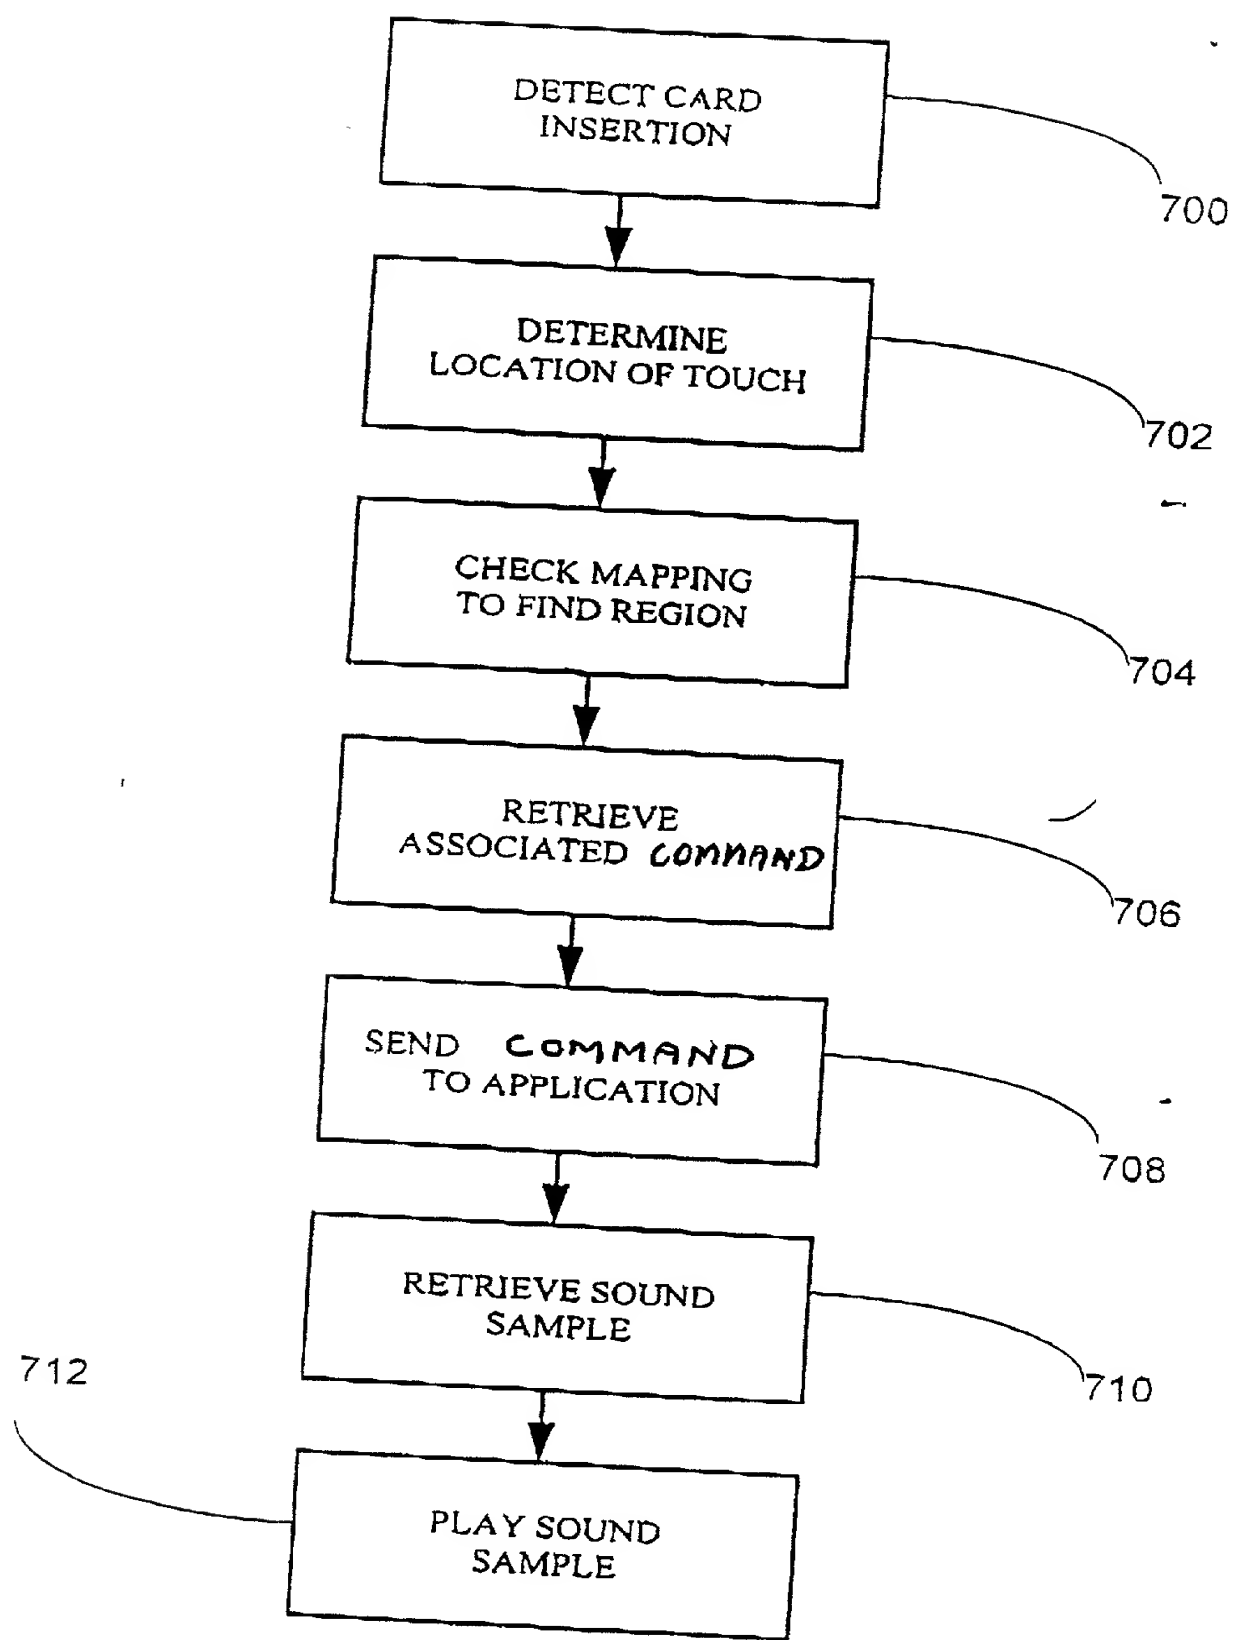 DETECT CARD
INSERTION
700
DETERMINE
LOCATION OF TOUCH
702
CHECK MAPPING
TO FIND REGION
704
RETRIEVE
ASSOCIATED COMMAND
706
SEND COMMAND
TO APPLICATION
708
RETRIEVE SOUND
SAMPLE
710
712
PLAY SOUND
SAMPLE